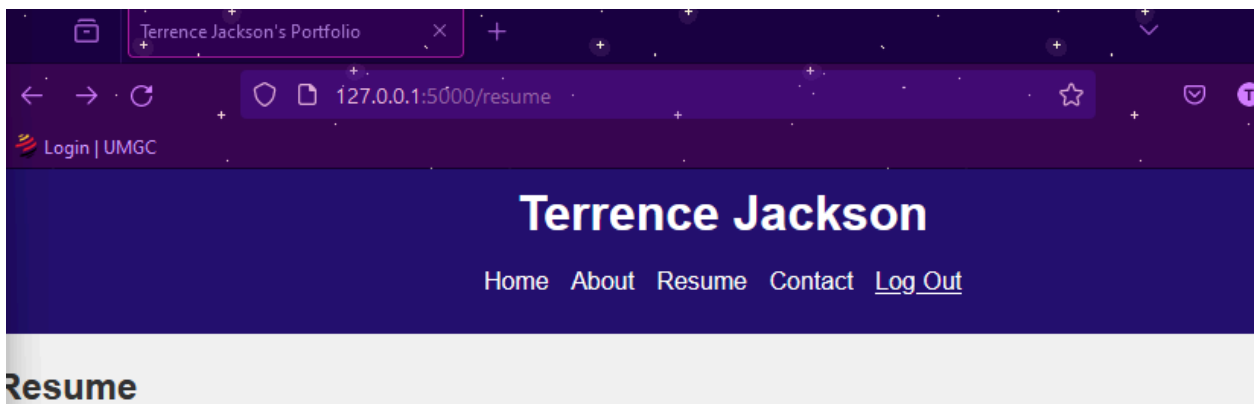 Terrence Jackson's Portfolio
127.0.0.1:5000/resume
Login | UMGC
Terrence Jackson
Home About Resume Contact Log Out
Resume